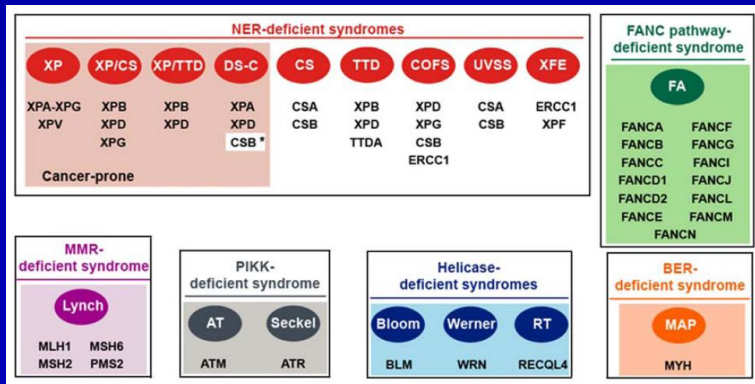 NER-deficient syndromes
XP XP/CS XP/TTD DS-C CS TTD COFS UVSS XFE
XPA-XPG XPB XPB XPA CSA XPB XPD CSA ERCC1
XPV XPD XPD XPD CSB XPD XPG CSB XPF
XPG CSB* TTDA CSB
ERCC1
Cancer-prone
FANC pathway-
deficient syndrome
FA
FANCA FANCF
FANCB FANCG
FANCC FANCI
FANCD1 FANCJ
FANCD2 FANCL
FANCE FANCM
FANCN
MMR-
deficient syndrome
Lynch
MLH1 MSH6
MSH2 PMS2
PIKK-
deficient syndrome
AT Seckel
ATM ATR
Helicase-
deficient syndromes
Bloom Werner RT
BLM WRN RECQL4
BER-
deficient syndrome
MAP
MYH